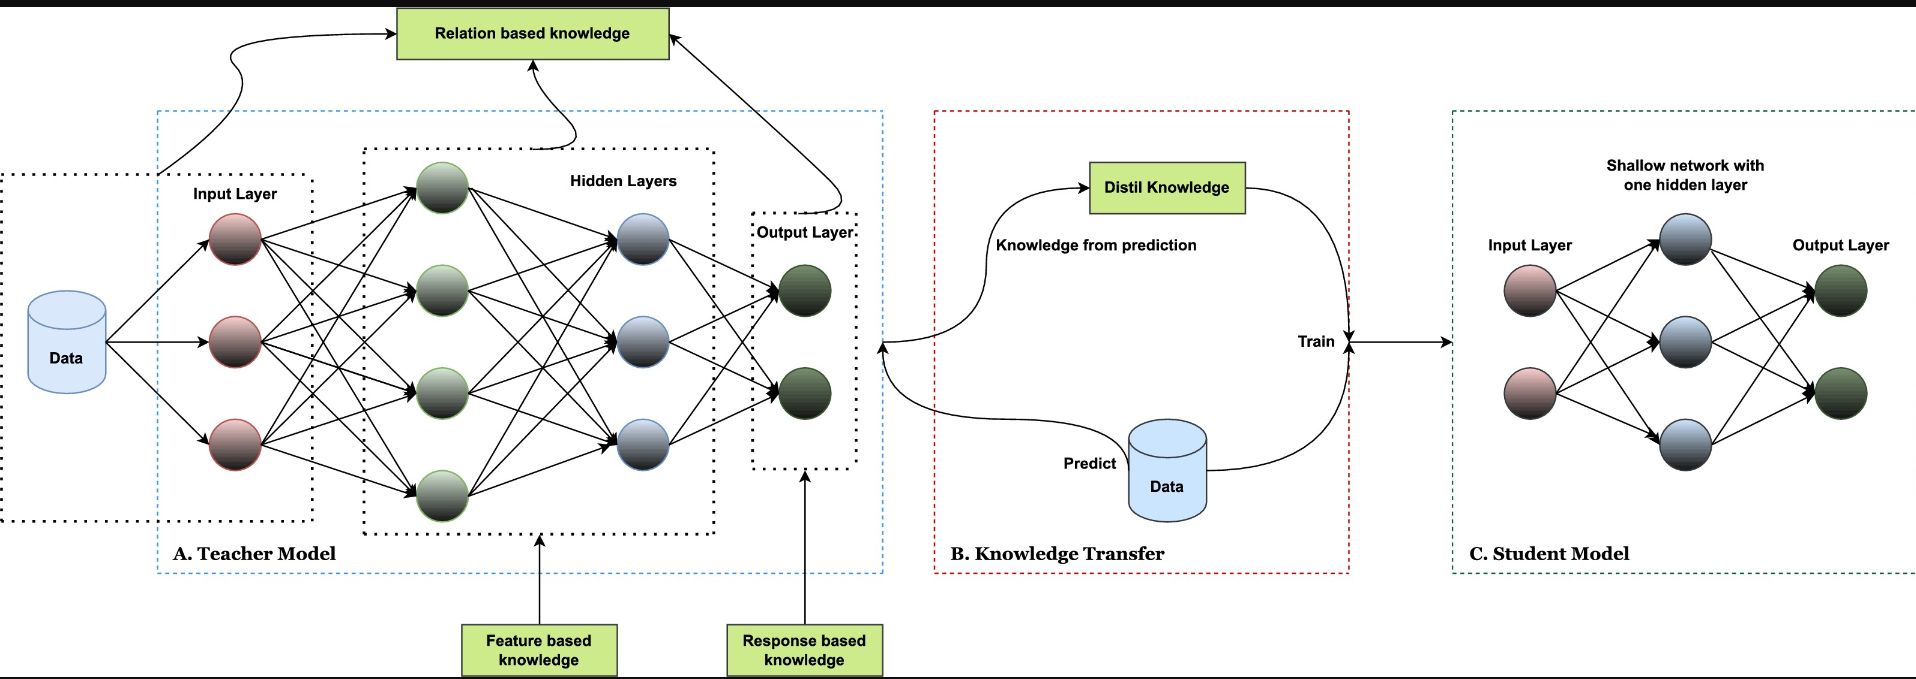 Relation based knowledge
Input Layer
Hidden Layers
Output Layer
Data
A. Teacher Model
Feature based
knowledge
Response based
knowledge
Distil Knowledge
Knowledge from prediction
Train
Predict
Data
B. Knowledge Transfer
Shallow network with
one hidden layer
Input Layer
Output Layer
C. Student Model